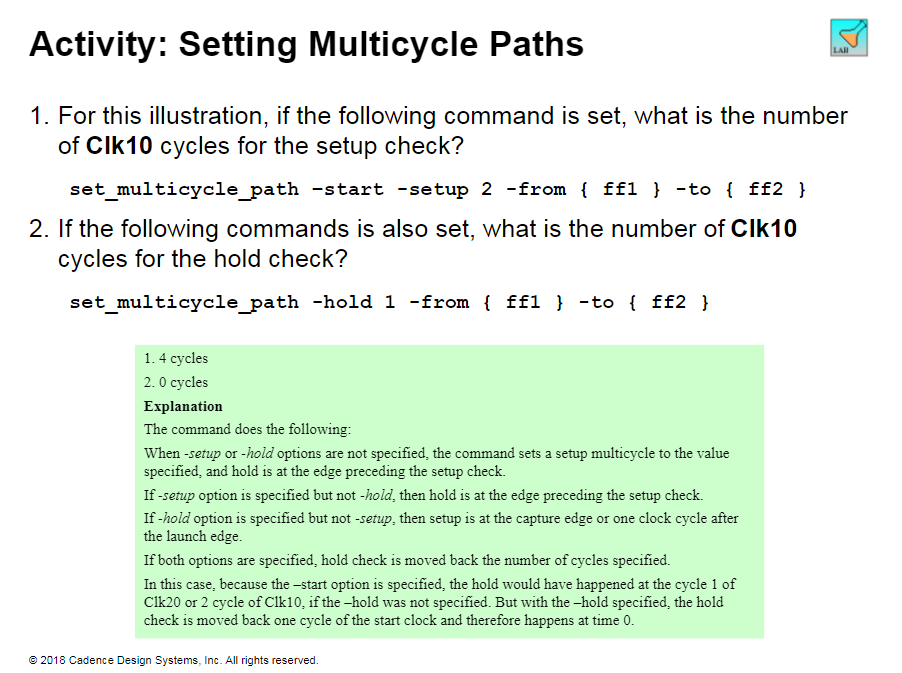 Activity: Setting Multicycle Paths
LAB
1. For this illustration, if the following command is set, what is the number
of Clk10 cycles for the setup check?
set_multicycle_path –start -setup 2 -from { ff1 } -to { ff2 }
2. If the following commands is also set, what is the number of Clk10
cycles for the hold check?
set_multicycle_path -hold 1 -from { ff1 } -to { ff2 }
1. 4 cycles
2. 0 cycles
Explanation
The command does the following:
When -setup or -hold options are not specified, the command sets a setup multicycle to the value
specified, and hold is at the edge preceding the setup check.
If -setup option is specified but not -hold, then hold is at the edge preceding the setup check.
If -hold option is specified but not -setup, then setup is at the capture edge or one clock cycle after
the launch edge.
If both options are specified, hold check is moved back the number of cycles specified.
In this case, because the –start option is specified, the hold would have happened at the cycle 1 of
Clk20 or 2 cycle of Clk10, if the –hold was not specified. But with the –hold specified, the hold
check is moved back one cycle of the start clock and therefore happens at time 0.
© 2018 Cadence Design Systems, Inc. All rights reserved.